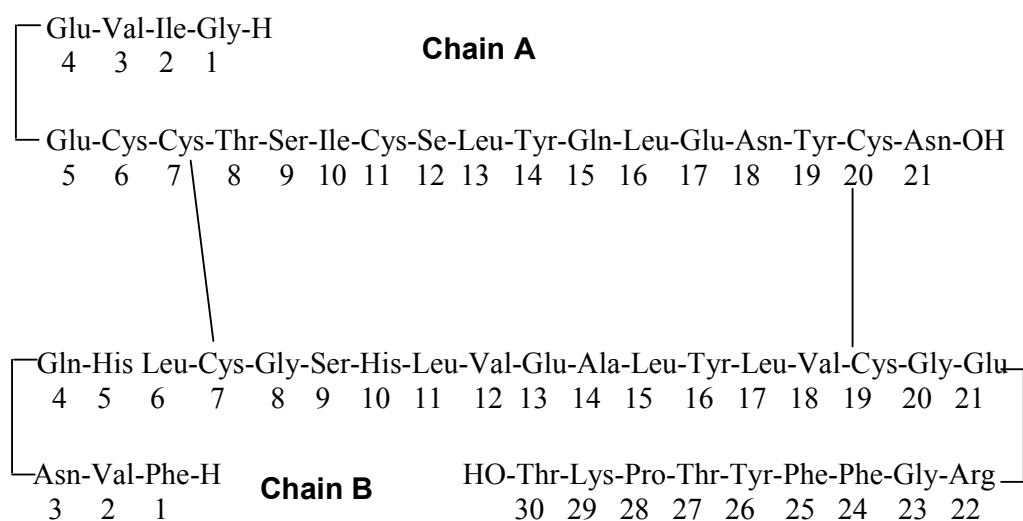 Glu-Val-Ile-Gly-H
4 3 2 1
Chain A
Glu-Cys-Cys-Thr-Ser-Ile-Cys-Se-Leu-Tyr-Gln-Leu-Glu-Asn-Tyr-Cys-Asn-OH
5 6 7 8 9 10 11 12 13 14 15 16 17 18 19 20 21
Gln-His Leu-Cys-Gly-Ser-His-Leu-Val-Glu-Ala-Leu-Tyr-Leu-Val-Cys-Gly-Glu
4 5 6 7 8 9 10 11 12 13 14 15 16 17 18 19 20 21
Asn-Val-Phe-H
3 2 1
Chain B
HO-Thr-Lys-Pro-Thr-Tyr-Phe-Phe-Gly-Arg
30 29 28 27 26 25 24 23 22